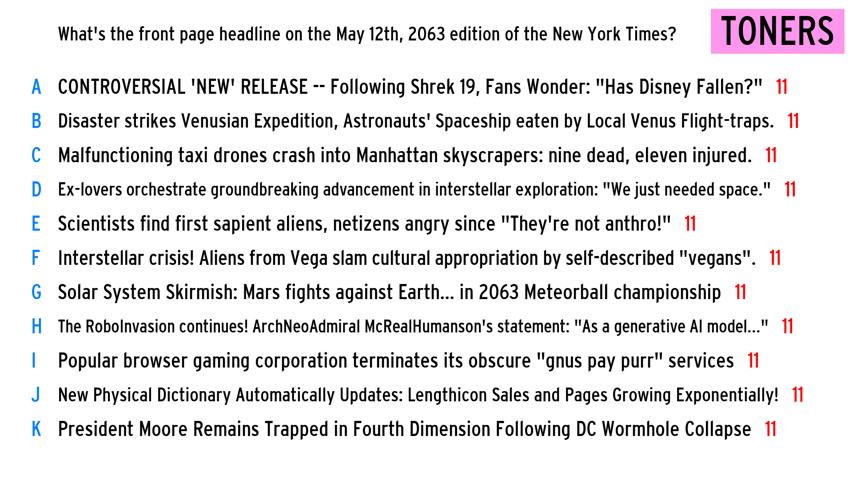 What's the front page headline on the May 12th, 2063 edition of the New York Times?
TONERS
A CONTROVERSIAL 'NEW' RELEASE -- Following Shrek 19, Fans Wonder: "Has Disney Fallen?" 11
B Disaster strikes Venusian Expedition, Astronauts' Spaceship eaten by Local Venus Flight-traps. 11
C Malfunctioning taxi drones crash into Manhattan skyscrapers: nine dead, eleven injured. 11
D Ex-lovers orchestrate groundbreaking advancement in interstellar exploration: "We just needed space." 11
E Scientists find first sapient aliens, netizens angry since "They're not anthro!" 11
F Interstellar crisis! Aliens from Vega slam cultural appropriation by self-described "vegans". 11
G Solar System Skirmish: Mars fights against Earth... in 2063 Meteorball championship 11
H The RoboInvasion continues! ArchNeoAdmiral McRealHumanson's statement: "As a generative AI model..." 11
I Popular browser gaming corporation terminates its obscure "gnus pay purr" services 11
J New Physical Dictionary Automatically Updates: Lengthicon Sales and Pages Growing Exponentially! 11
K President Moore Remains Trapped in Fourth Dimension Following DC Wormhole Collapse 11